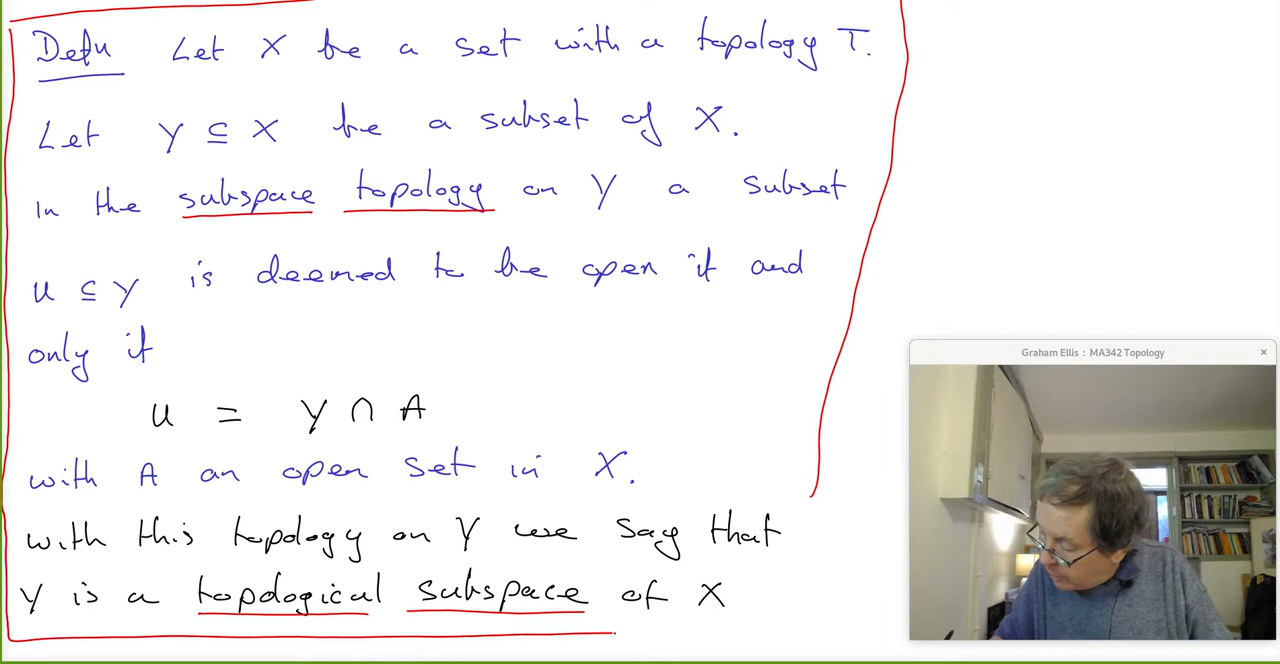 Defn Let X be a set with a topology T.
Let Y ⊆ X be a subset of X.
In the subspace topology on Y a subset
U ⊆ Y is deemed to be open if and
only if
U = Y ∩ A
with A an open set in X.
with this topology on Y we say that
Y is a topological subspace of X
Graham Ellis : MA342 Topology